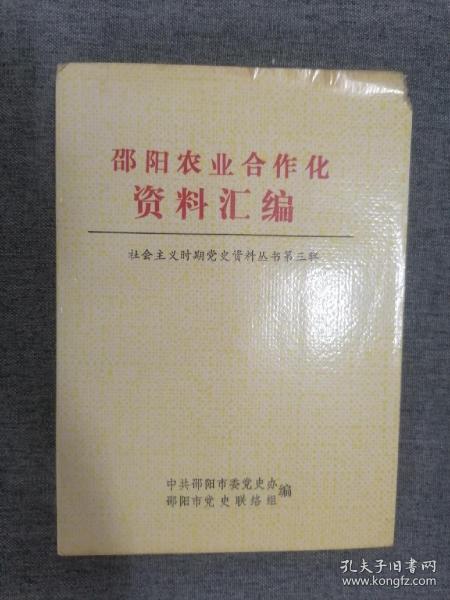 邵阳农业合作化
资料汇编
社会主义时期党史资料丛书第三辑
中共邵阳市委党史办
邵阳市党史联络组
编
孔夫子旧书网
www.kongfz.com